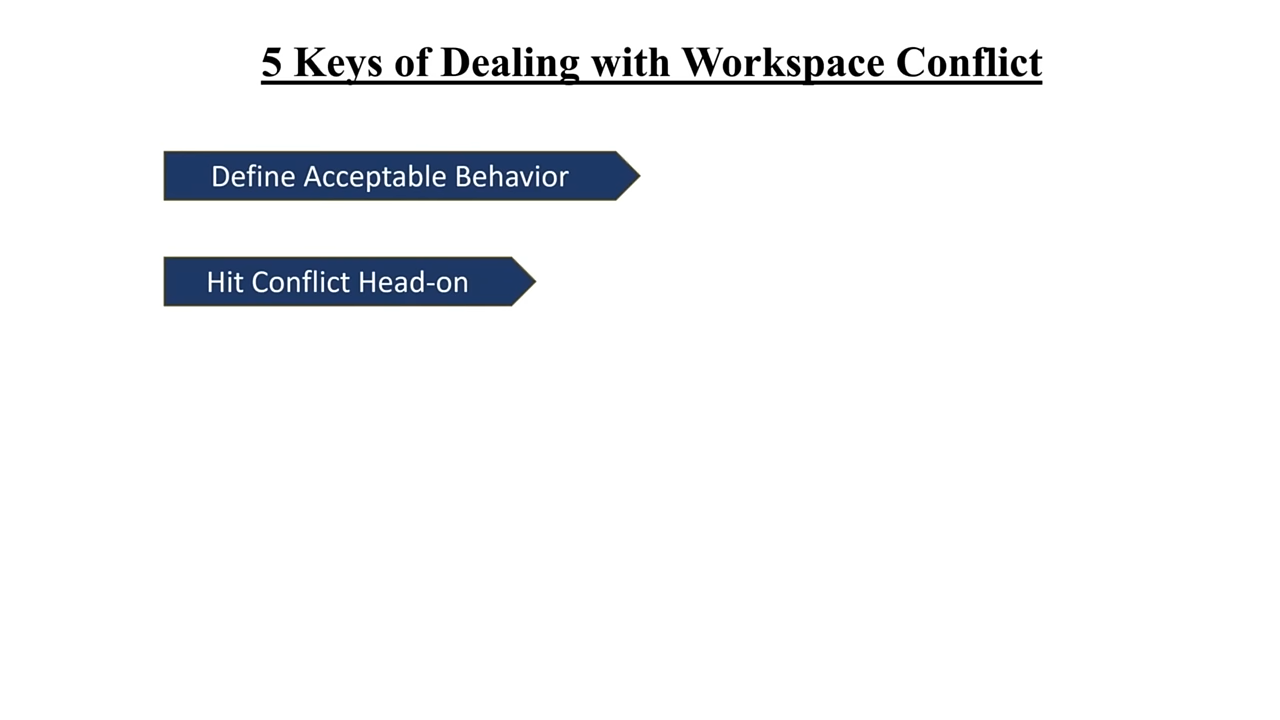 5 Keys of Dealing with Workspace Conflict
Define Acceptable Behavior
Hit Conflict Head-on